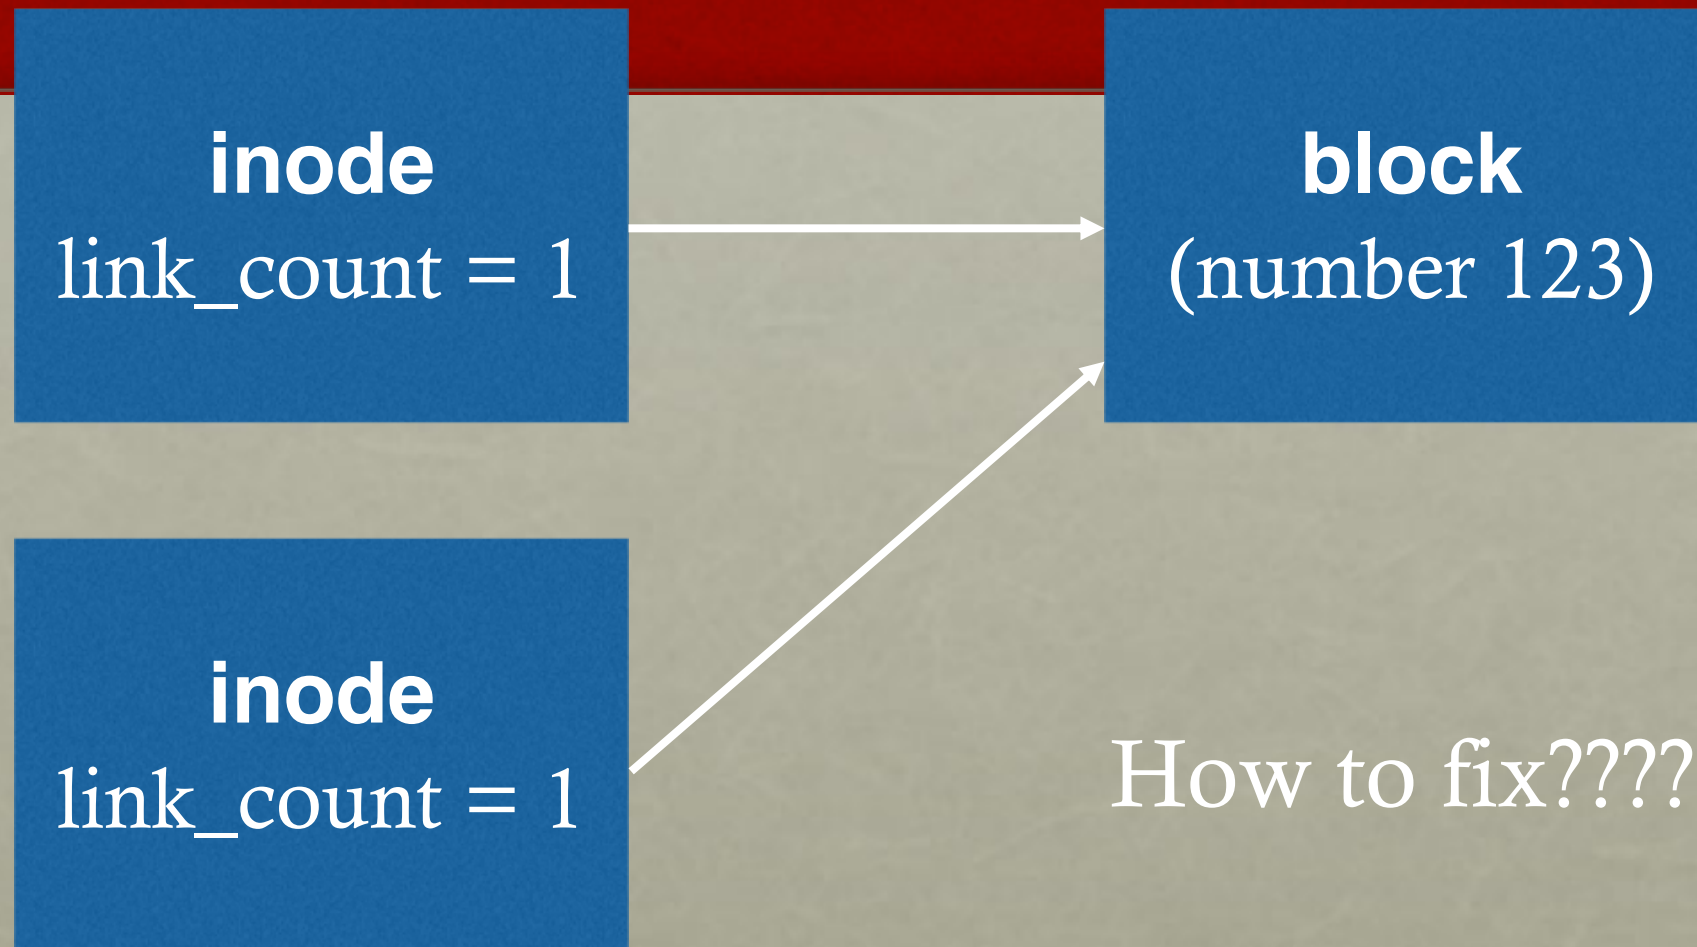 inode
link_count = 1
block
(number 123)
inode
link_count = 1
How to fix????